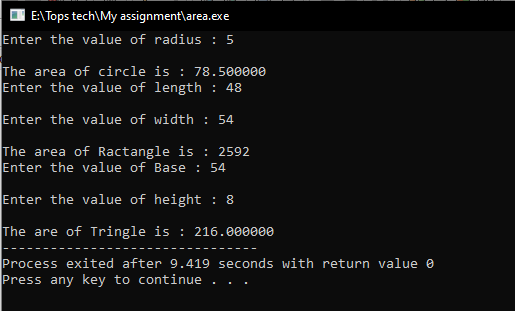 E:\Tops tech\My assignment\area.exe
Enter the value of radius : 5
The area of circle is : 78.500000
Enter the value of length : 48
Enter the value of width : 54
The area of Ractangle is : 2592
Enter the value of Base : 54
Enter the value of height : 8
The are of Tringle is : 216.000000
--------------------------------
Process exited after 9.419 seconds with return value 0
Press any key to continue . . .